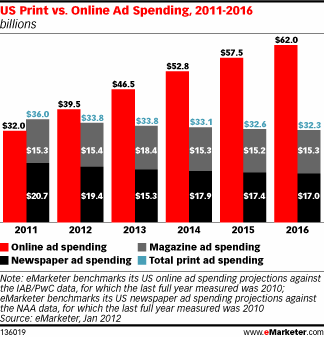 US Print vs. Online Ad Spending, 2011-2016
billions
$62.0
$57.5
$52.8
$46.5
$39.5
$32.0 $36.0 $33.8 $33.8 $33.1 $32.6 $32.3
$15.3 $15.4 $18.4 $15.3 $15.2 $15.3
$20.7 $19.4 $15.3 $17.9 $17.4 $17.0
2011 2012 2013 2014 2015 2016
Online ad spending Magazine ad spending
Newspaper ad spending Total print ad spending
Note: eMarketer benchmarks its US online ad spending projections against
the IAB/PwC data, for which the last full year measured was 2010;
eMarketer benchmarks its US newspaper ad spending projections against
the NAA data, for which the last full year measured was 2010
Source: eMarketer, Jan 2012
136019 www.eMarketer.com